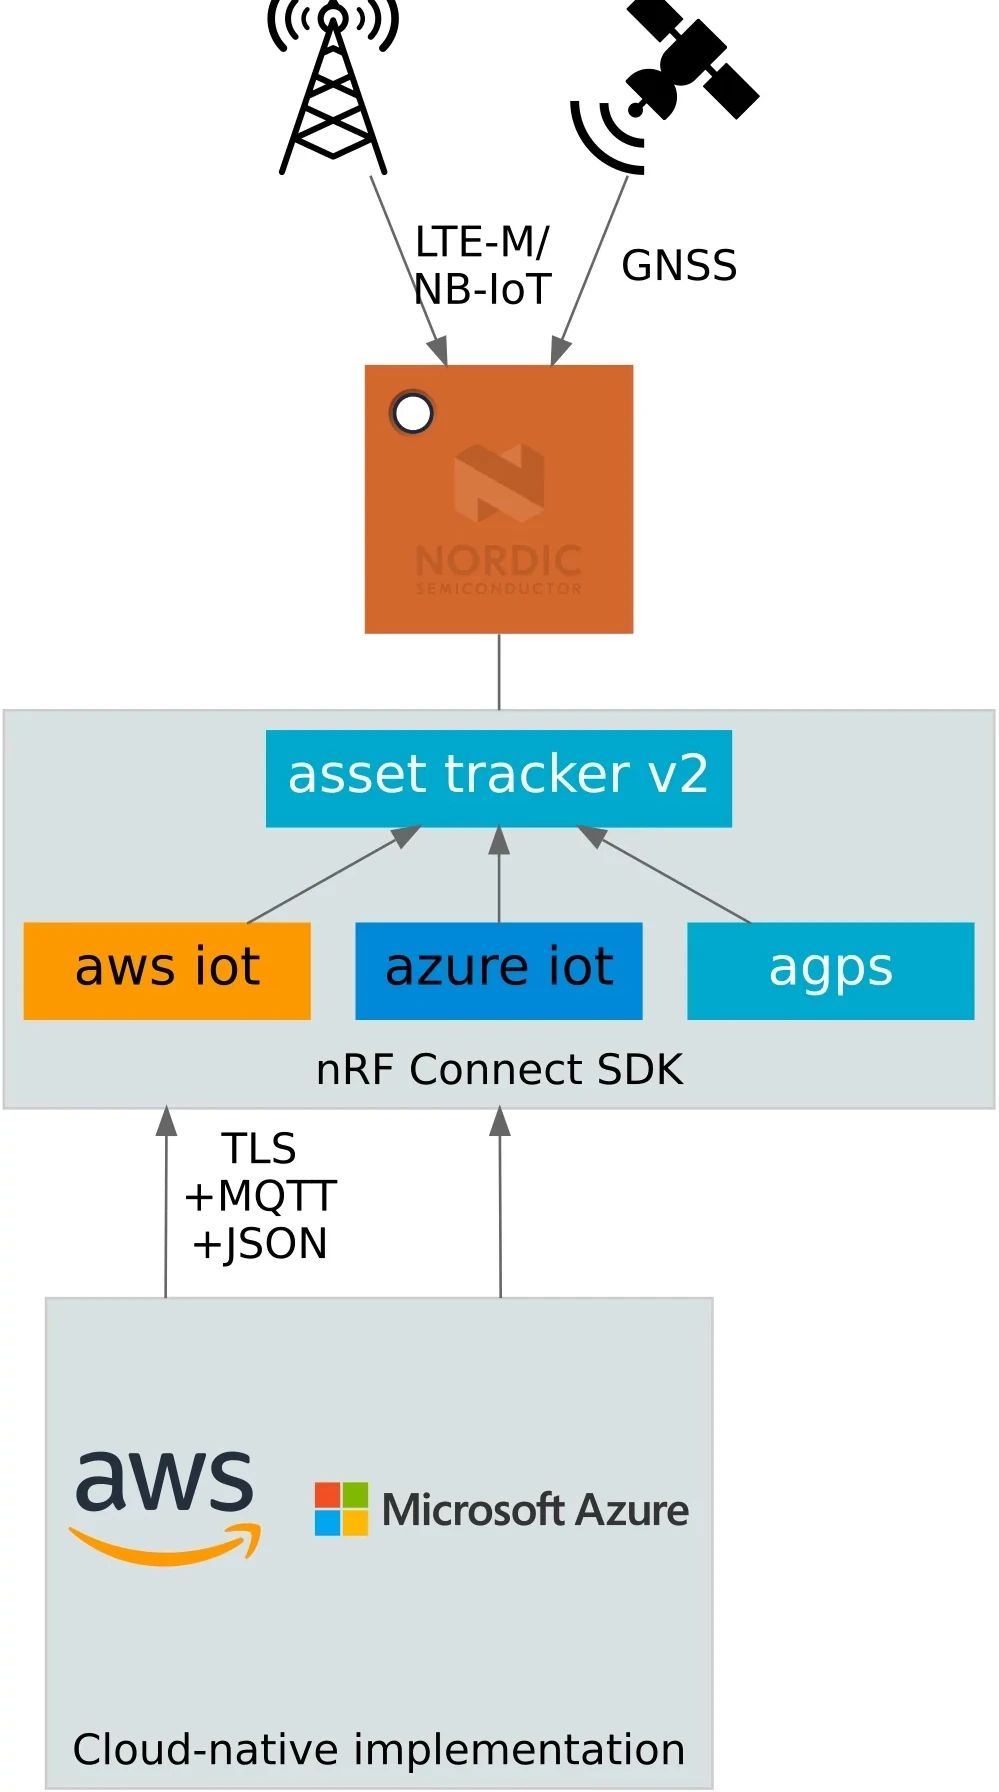 LTE-M/
NB-IoT
GNSS
NORDIC
SEMICONDUCTOR
asset tracker v2
aws iot
azure iot
agps
nRF Connect SDK
TLS
+MQTT
+JSON
aws
Microsoft Azure
Cloud-native implementation